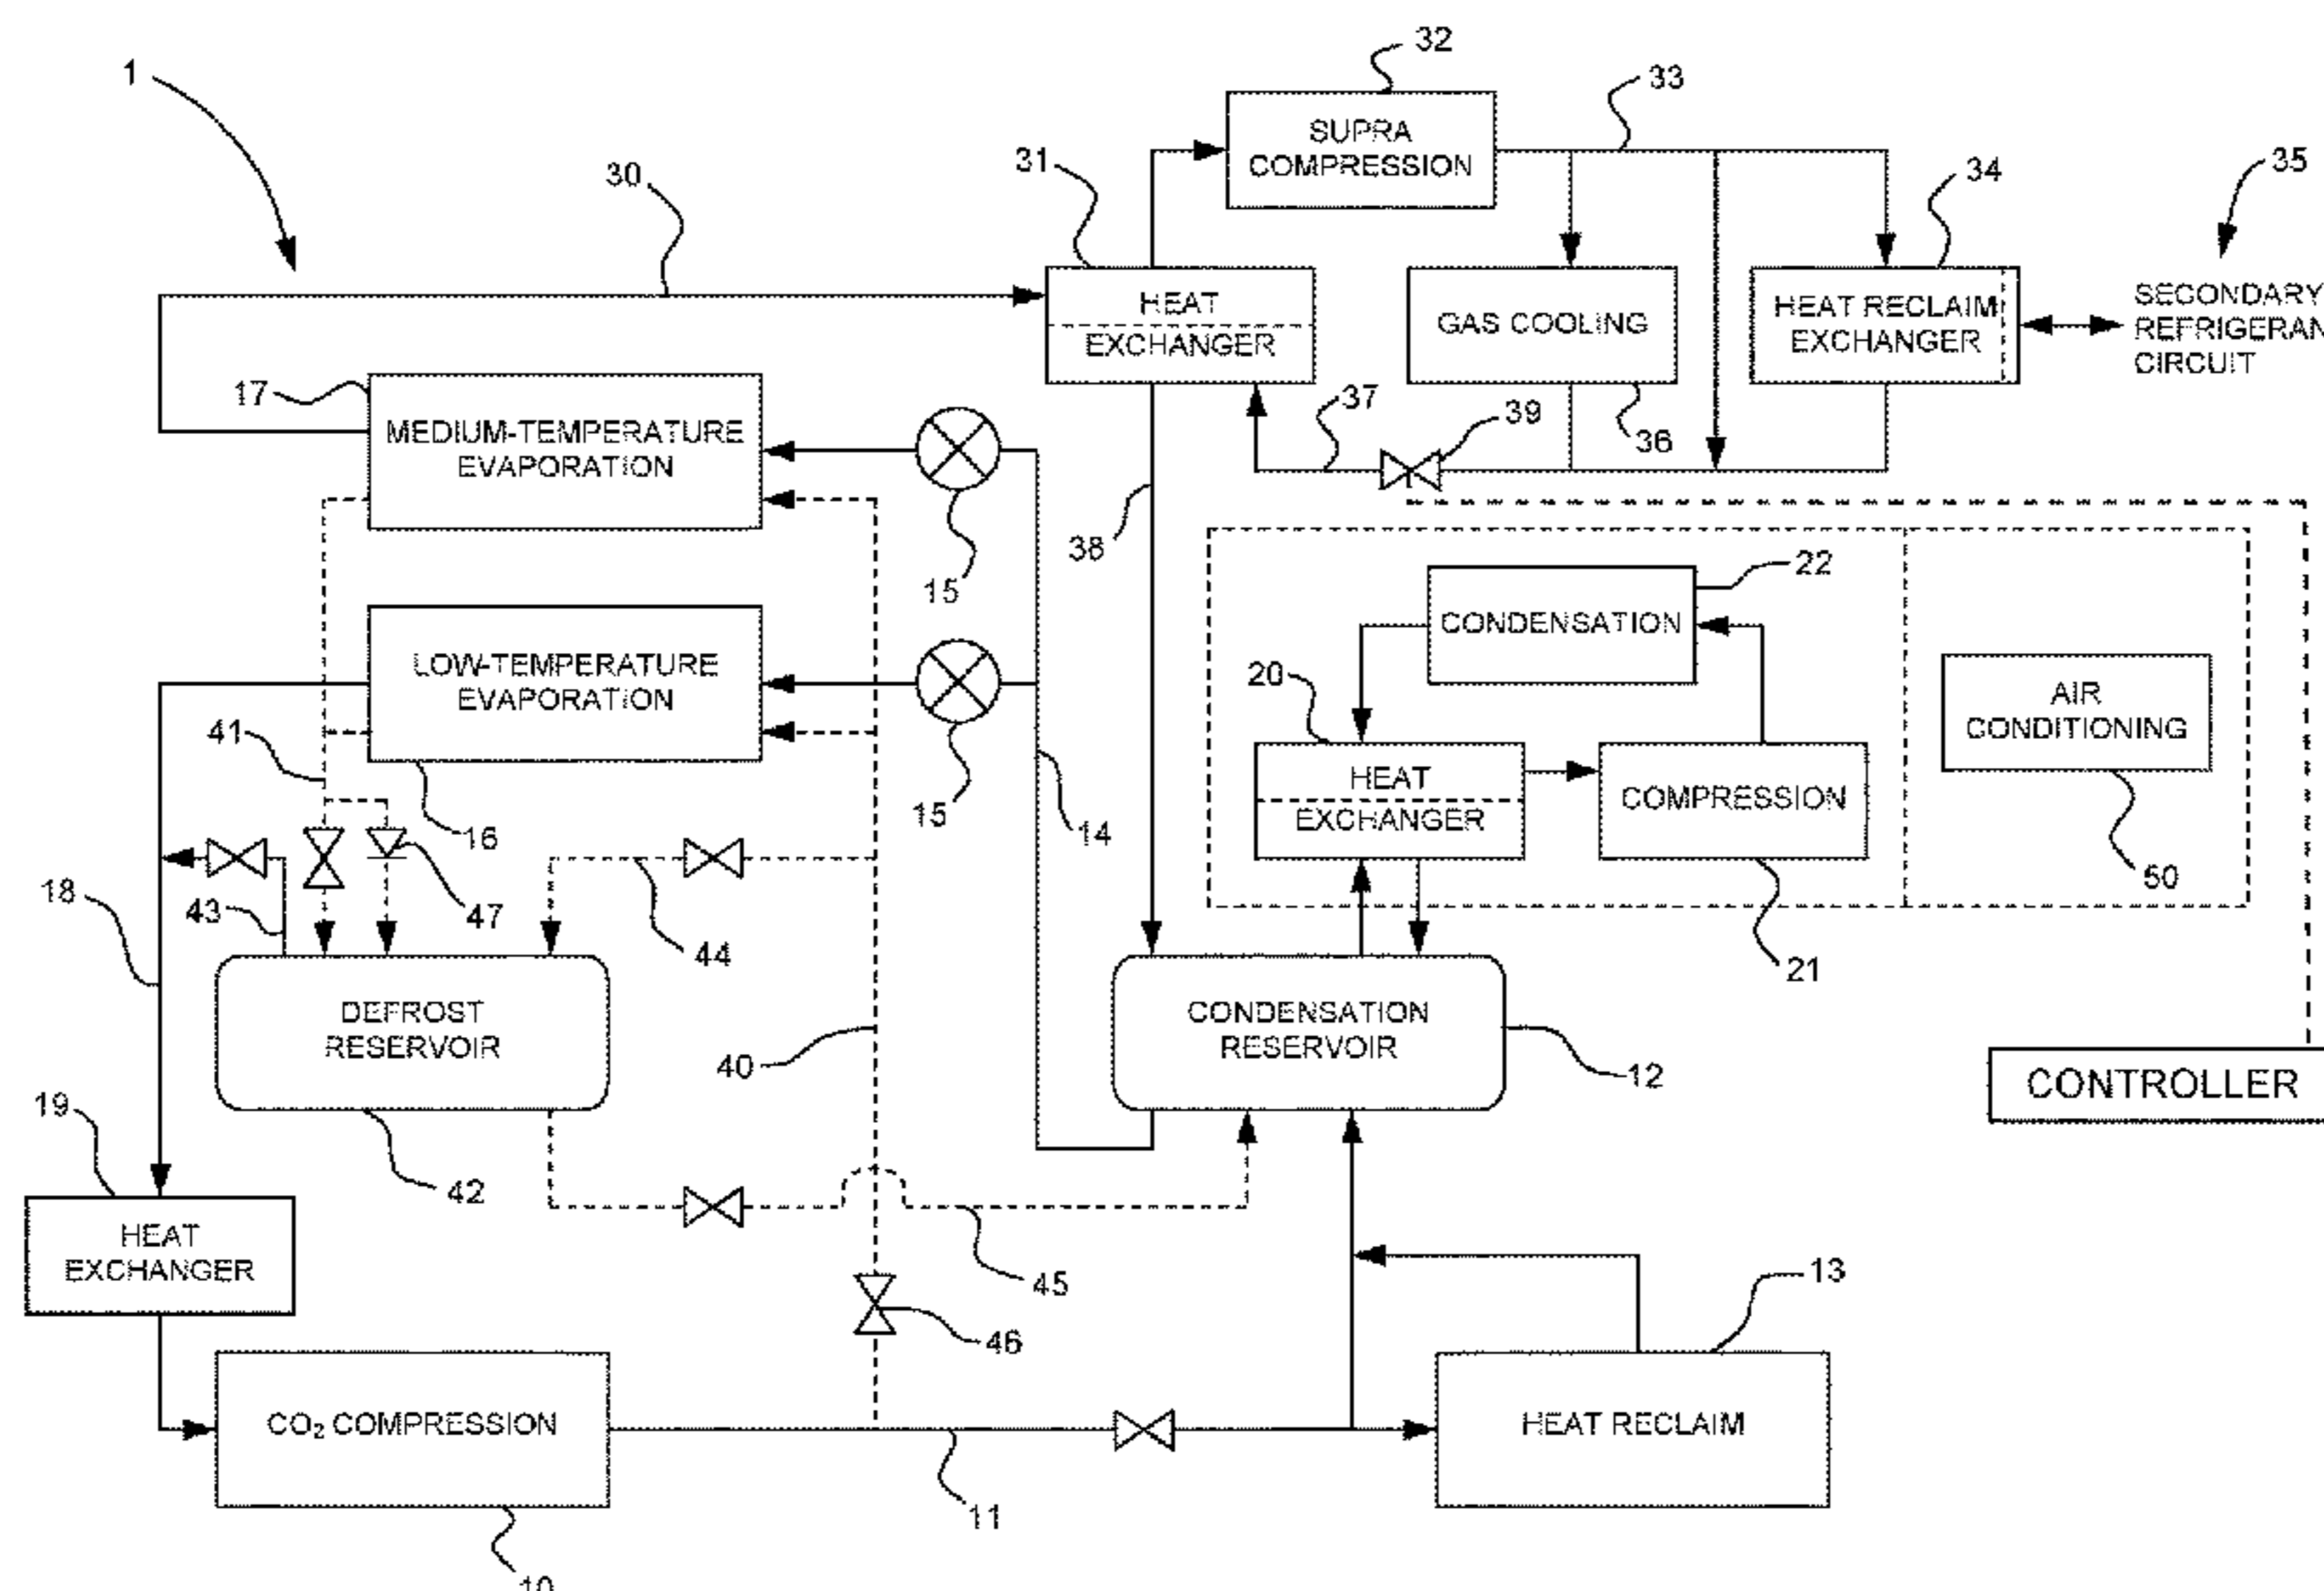 1
32
33
SUPRA
COMPRESSION
30
31
34
35
HEAT
EXCHANGER
GAS COOLING
HEAT RECLAIM
EXCHANGER
SECONDARY
REFRIGERAN
CIRCUIT
17
37
39
36
MEDIUM-TEMPERATURE
EVAPORATION
15
38
22
CONDENSATION
LOW-TEMPERATURE
EVAPORATION
20
AIR
CONDITIONING
41
HEAT
EXCHANGER
COMPRESSION
15
14
16
50
18
43
47
44
21
DEFROST
RESERVOIR
CONDENSATION
RESERVOIR
40
12
CONTROLLER
19
42
HEAT
EXCHANGER
45
13
46
CO₂ COMPRESSION
HEAT RECLAIM
11
10